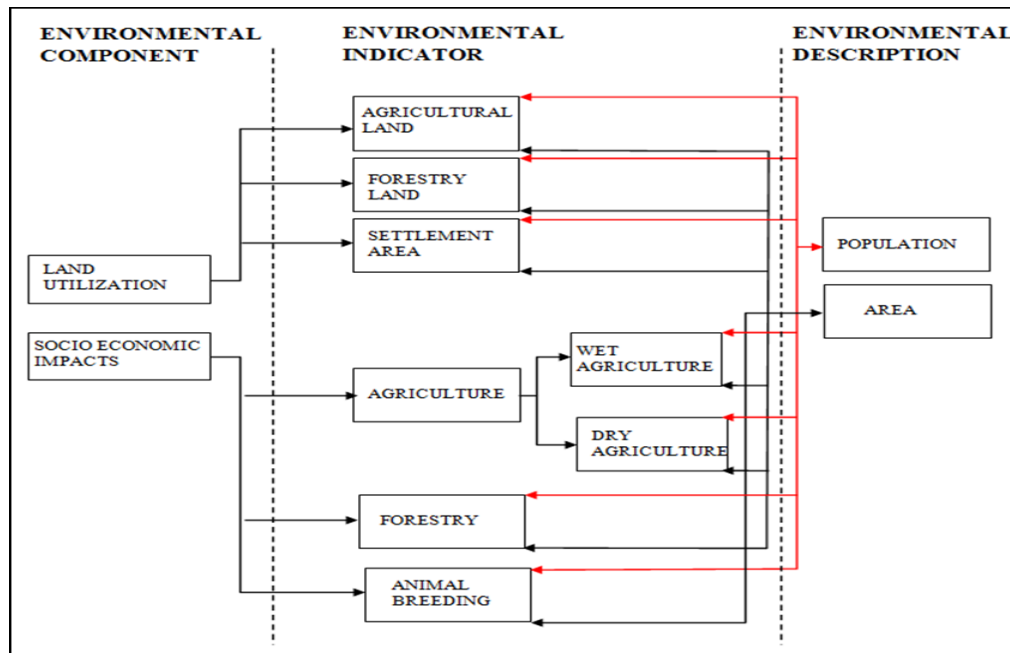 ENVIRONMENTAL
COMPONENT
ENVIRONMENTAL
INDICATOR
ENVIRONMENTAL
DESCRIPTION
AGRICULTURAL
LAND
FORESTRY
LAND
SETTLEMENT
AREA
LAND
UTILIZATION
POPULATION
AREA
SOCIO ECONOMIC
IMPACTS
AGRICULTURE
WET
AGRICULTURE
DRY
AGRICULTURE
FORESTRY
ANIMAL
BREEDING